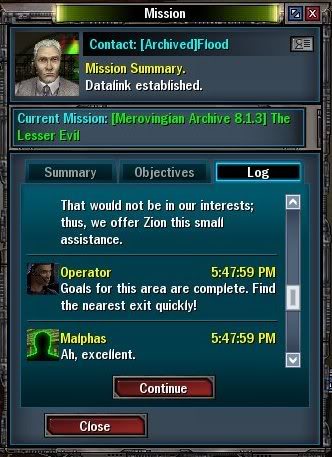 Mission
Contact: [Archived]Flood
Mission Summary.
Datalink established.
Current Mission: [Merovingian Archive 8.1.3] The
Lesser Evil
Summary
Objectives
Log
That would not be in our interests;
thus, we offer Zion this small
assistance.
Operator 5:47:59 PM
Goals for this area are complete. Find
the nearest exit quickly!
Malphas 5:47:59 PM
Ah, excellent.
Continue
Close